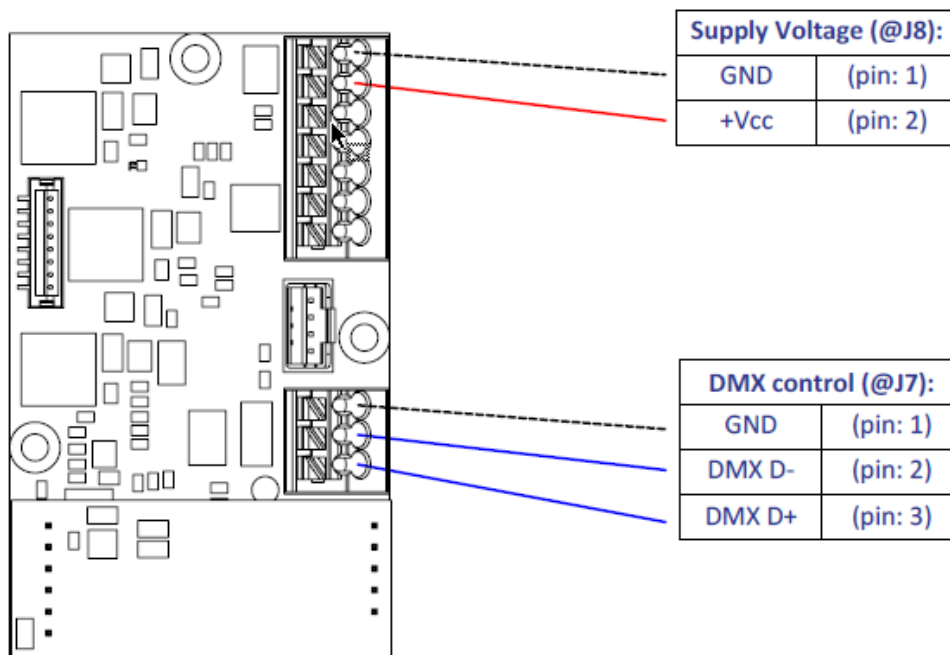 Supply Voltage (@J8):
GND (pin: 1)
+Vcc (pin: 2)
DMX control (@J7):
GND (pin: 1)
DMX D- (pin: 2)
DMX D+ (pin: 3)